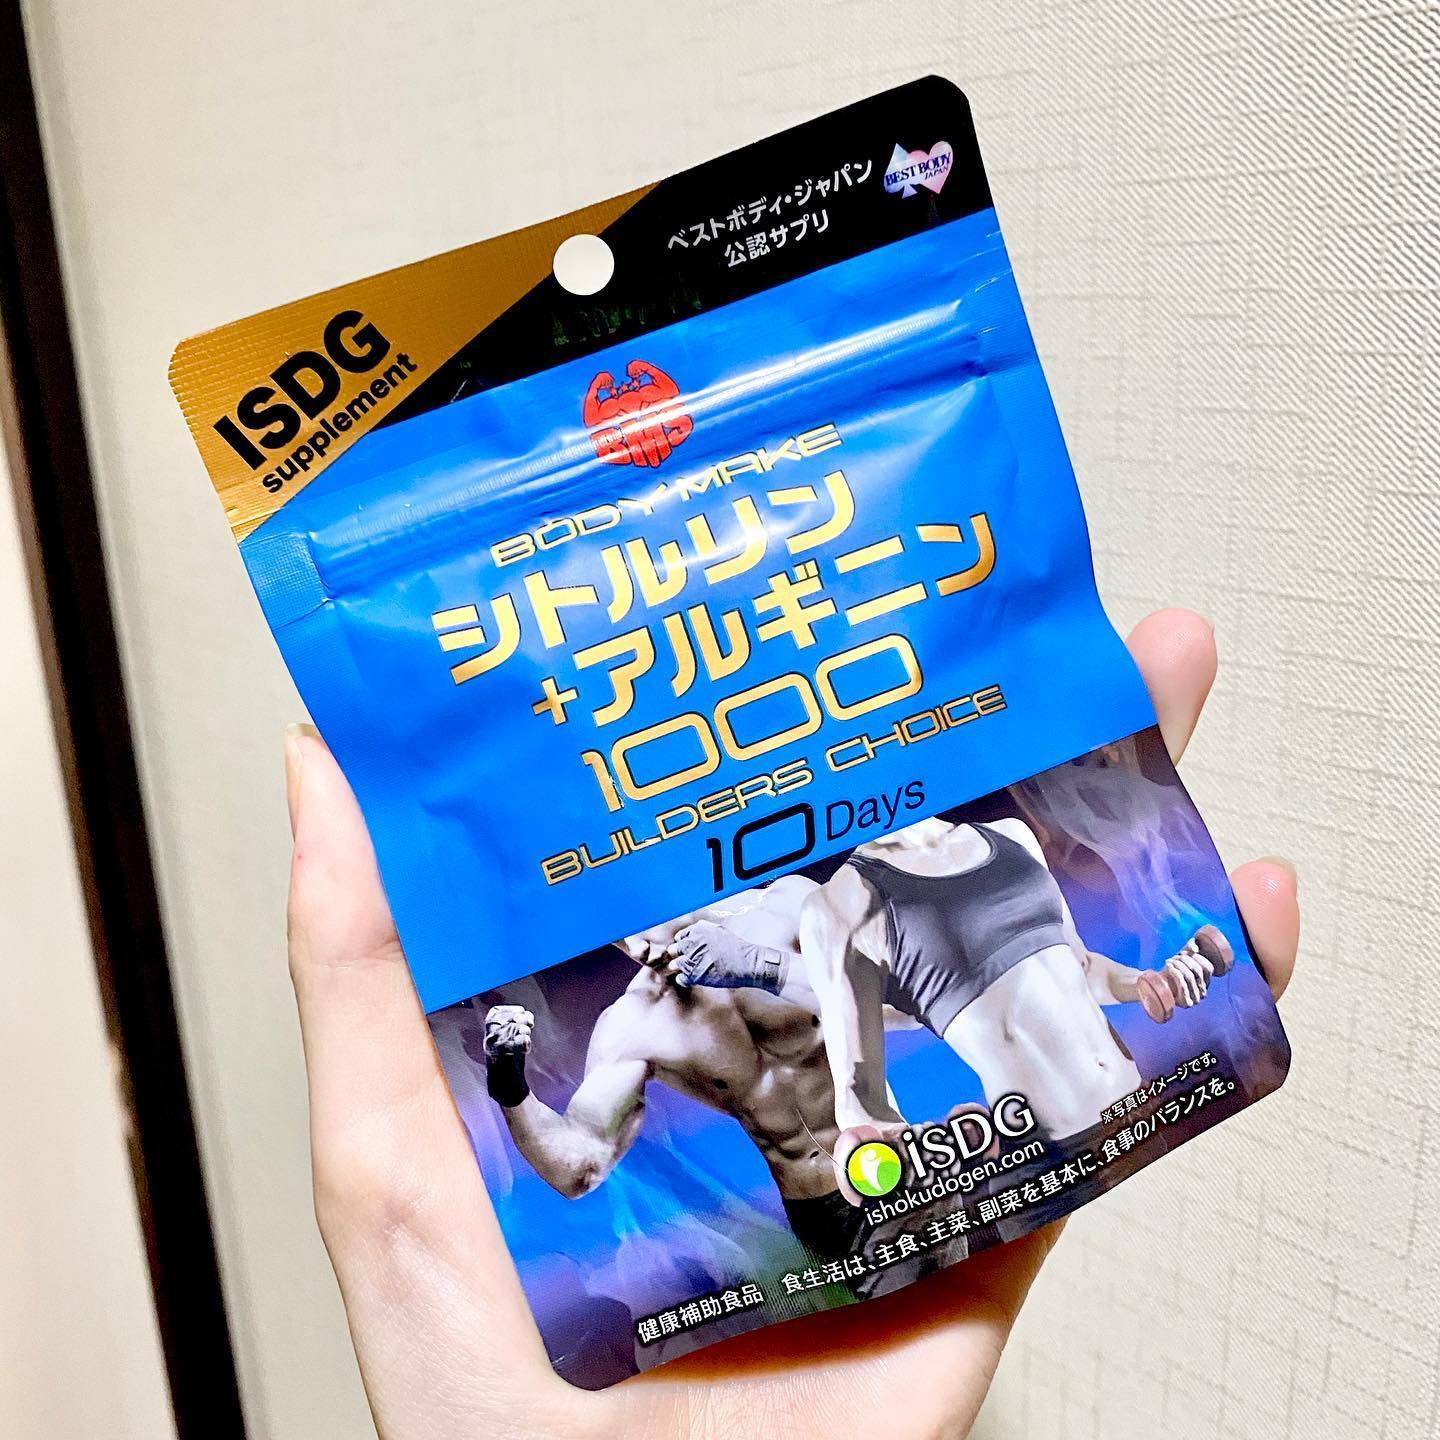 ベストボディ・ジャパン
公認サプリ
BEST BODY
JAPAN
ISDG
supplement
BMS
BODY MAKE
シトルリン
+アルギニン
1000
BUILDERS CHOICE
10Days
iSDG
ishokudogen.com
※写真はイメージです。
健康補助食品 食生活は、主食、主菜、副菜を基本に、食事のバランスを。